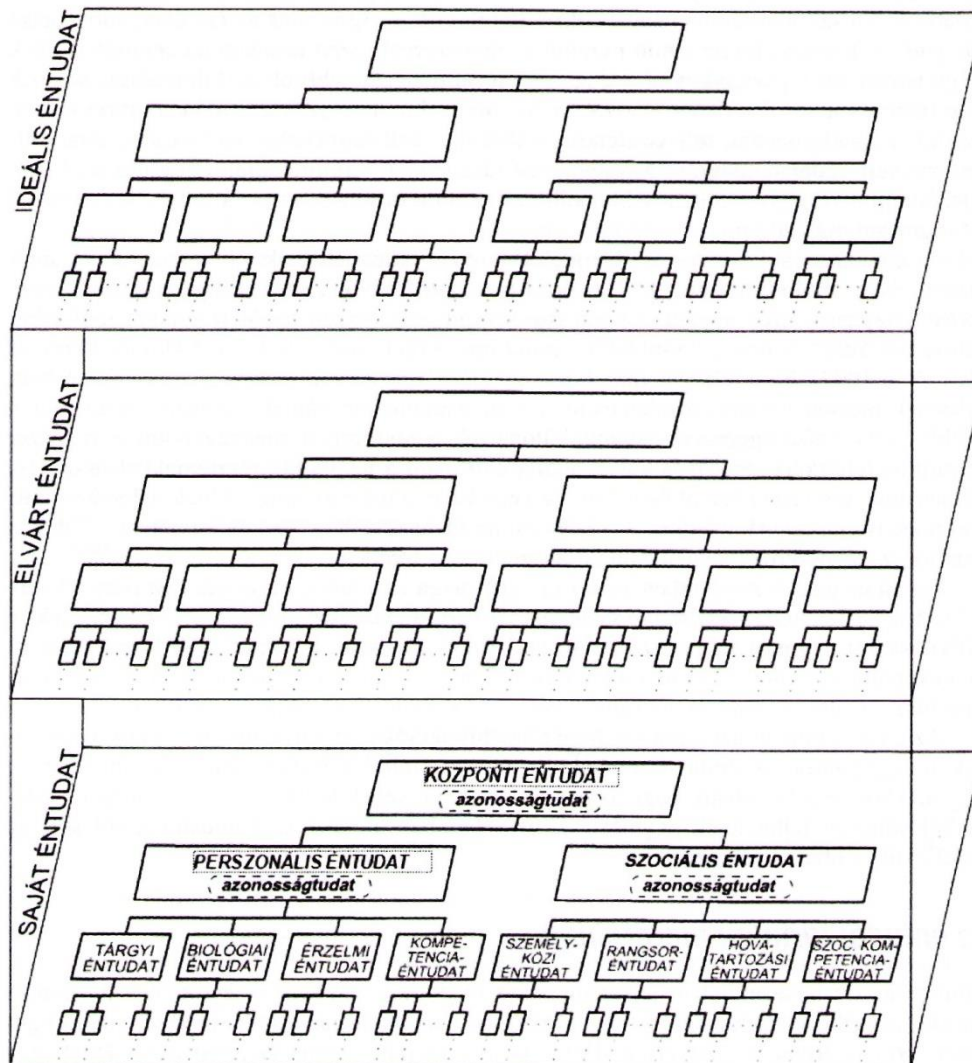 IDEÁLIS ÉNTUDAT
ELVÁRT ÉNTUDAT
SAJÁT ÉNTUDAT
KÖZPONTI ÉNTUDAT
azonosságtudat
PERSZONÁLIS ÉNTUDAT
azonosságtudat
SZOCIÁLIS ÉNTUDAT
azonosságtudat
TÁRGYI
ÉNTUDAT
BIOLÓGIAI
ÉNTUDAT
ÉRZELMI
ÉNTUDAT
KOMPE-
TENCIA-
ÉNTUDAT
SZEMÉLY-
KÖZI
ÉNTUDAT
RANGSOR-
ÉNTUDAT
HOVA-
TARTOZÁSI
ÉNTUDAT
SZOC. KOM-
PETENCIA-
ÉNTUDAT